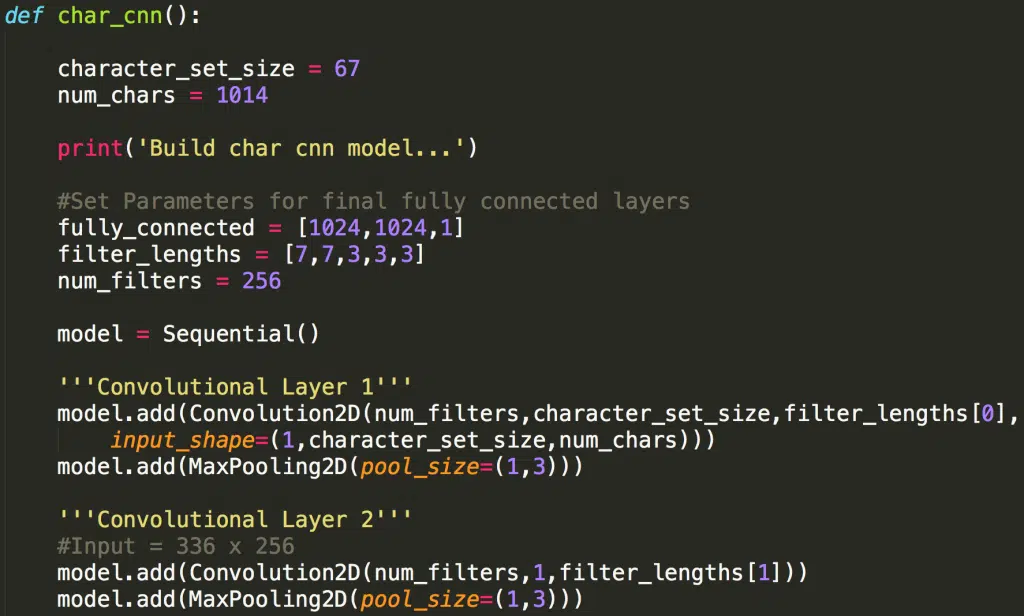 def char_cnn():
character_set_size = 67
num_chars = 1014
print('Build char cnn model...')
#Set Parameters for final fully connected layers
fully_connected = [1024,1024,1]
filter_lengths = [7,7,3,3,3]
num_filters = 256
model = Sequential()
'''Convolutional Layer 1'''
model.add(Convolution2D(num_filters,character_set_size,filter_lengths[0],
input_shape=(1,character_set_size,num_chars)))
model.add(MaxPooling2D(pool_size=(1,3)))
'''Convolutional Layer 2'''
#Input = 336 x 256
model.add(Convolution2D(num_filters,1,filter_lengths[1]))
model.add(MaxPooling2D(pool_size=(1,3)))